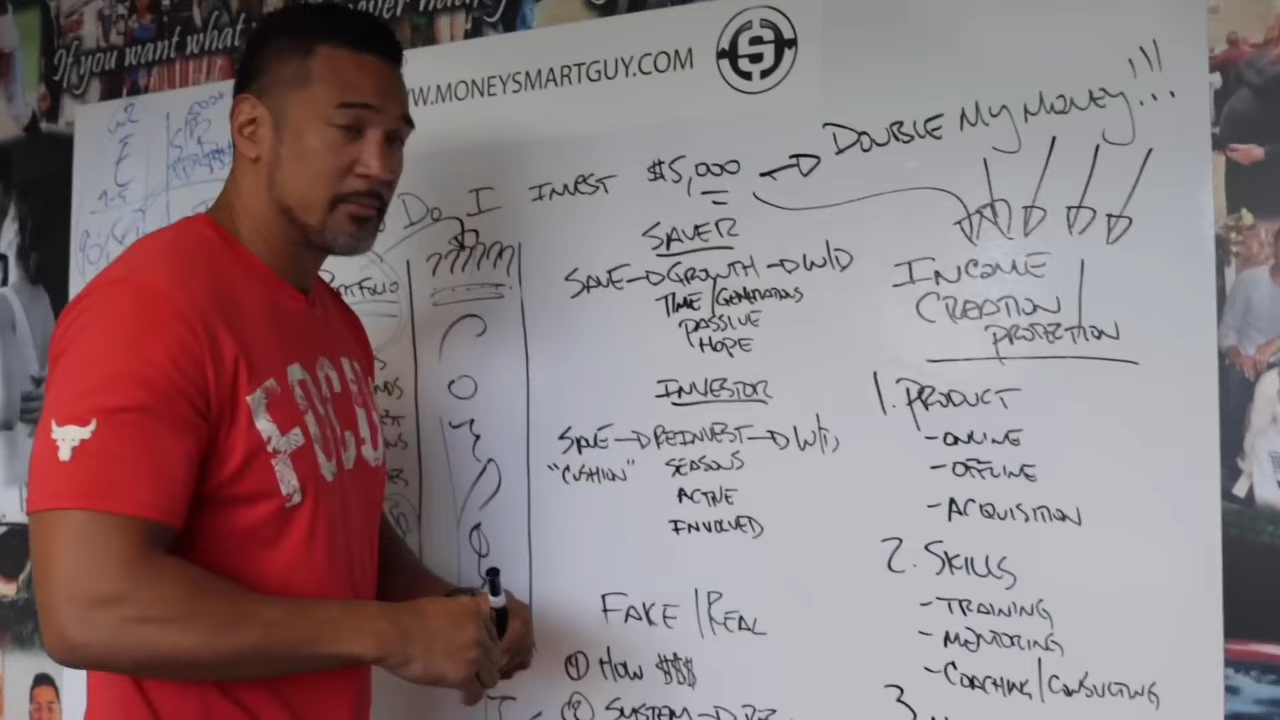 If you want what
WWW.MONEYSMARTGUY.COM
DOUBLE MY MONEY...!!!
DO I INVEST $5,000
SAVER
SAVE → GROWTH → W/D
TIME/GENERATIONS
PASSIVE
HOPE
INVESTOR
SAVE → REINVEST → W/D
"CUSHION" SEASONS
ACTIVE
INVOLVED
FAKE/REAL
① HOW $$$
② SYSTEM →
INCOME
CREATION/
PROTECTION
1. PRODUCT
-ONLINE
-OFFLINE
-ACQUISITION
2. SKILLS
-TRAINING
-MENTORING
-COACHING/CONSULTING
3.
PORTFOLIO
?????
FOCUS